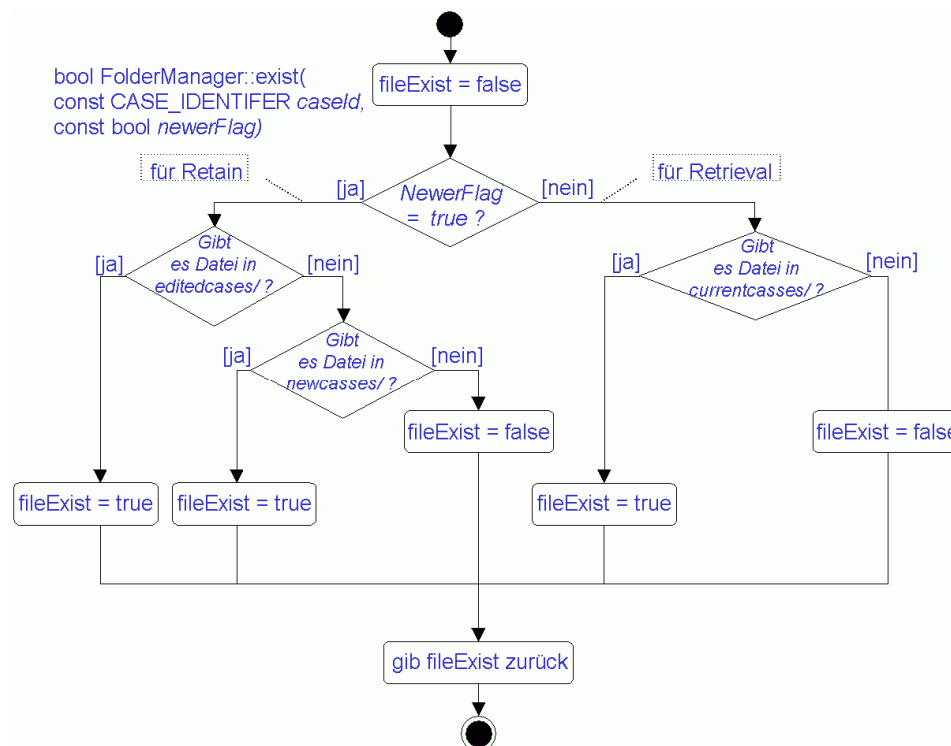 bool FolderManager::exist(
const CASE_IDENTIFER caseId,
const bool newerFlag)
fileExist = false
für Retain
für Retrieval
[ja]
NewerFlag
= true ?
[nein]
[ja]
Gibt
es Datei in
editedcases/ ?
[nein]
[ja]
Gibt
es Datei in
currentcasses/ ?
[nein]
[ja]
Gibt
es Datei in
newcasses/ ?
[nein]
fileExist = false
fileExist = false
fileExist = true
fileExist = true
fileExist = true
gib fileExist zurück